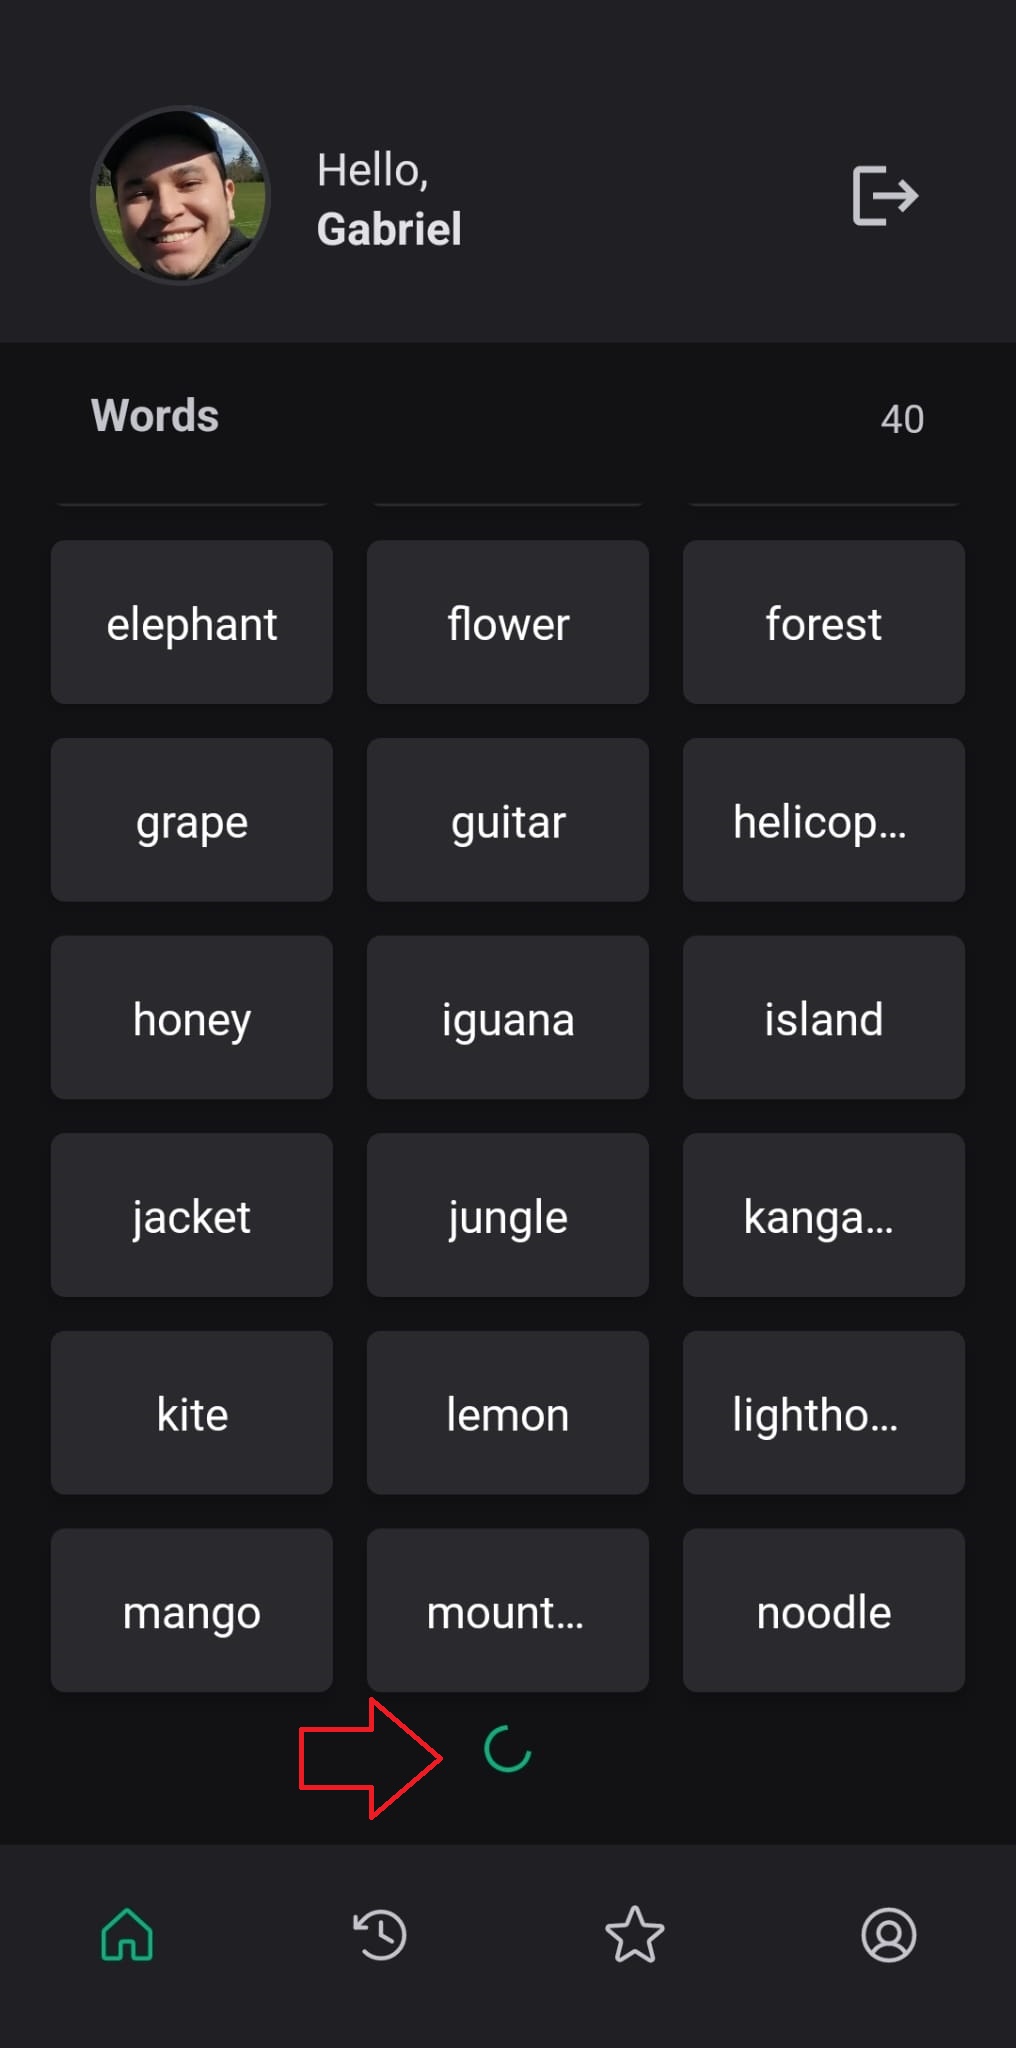 Hello,
Gabriel
Words
40
elephant
flower
forest
grape
guitar
helicop...
honey
iguana
island
jacket
jungle
kanga...
kite
lemon
lightho...
mango
mount...
noodle